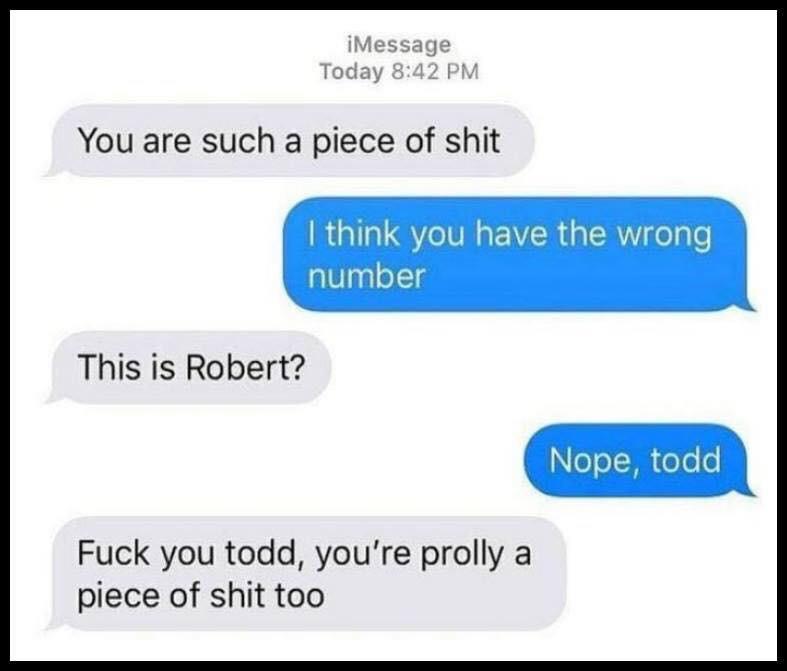 iMessage
Today 8:42 PM
You are such a piece of shit
I think you have the wrong
number
This is Robert?
Nope, todd
Fuck you todd, you're prolly a
piece of shit too